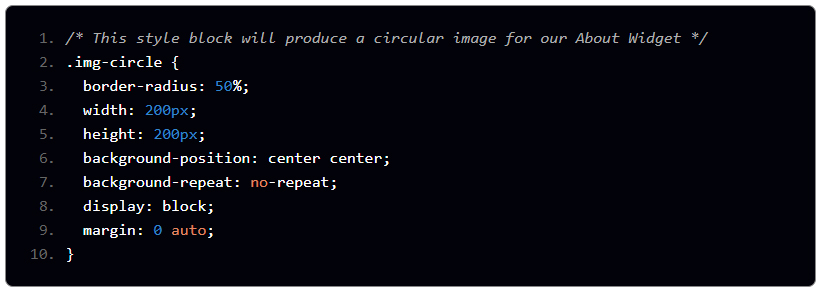 1. /* This style block will produce a circular image for our About Widget */
2. .img-circle {
3.   border-radius: 50%;
4.   width: 200px;
5.   height: 200px;
6.   background-position: center center;
7.   background-repeat: no-repeat;
8.   display: block;
9.   margin: 0 auto;
10. }